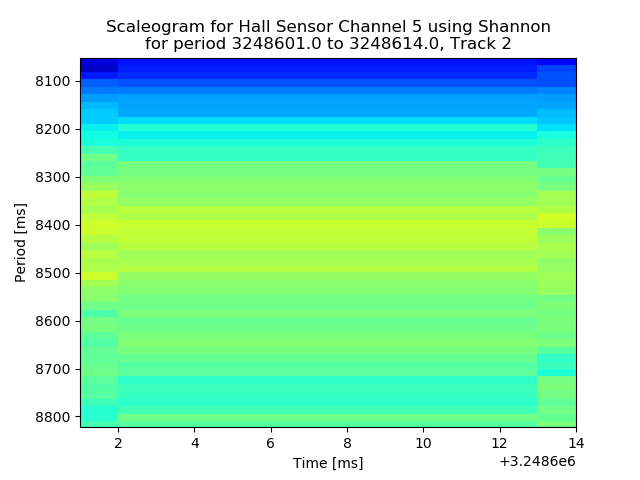 Scaleogram for Hall Sensor Channel 5 using Shannon
for period 3248601.0 to 3248614.0, Track 2
8100
8200
8300
8400
8500
8600
8700
8800
Period [ms]
2 4 6 8 10 12 14
Time [ms]
+3.2486e6